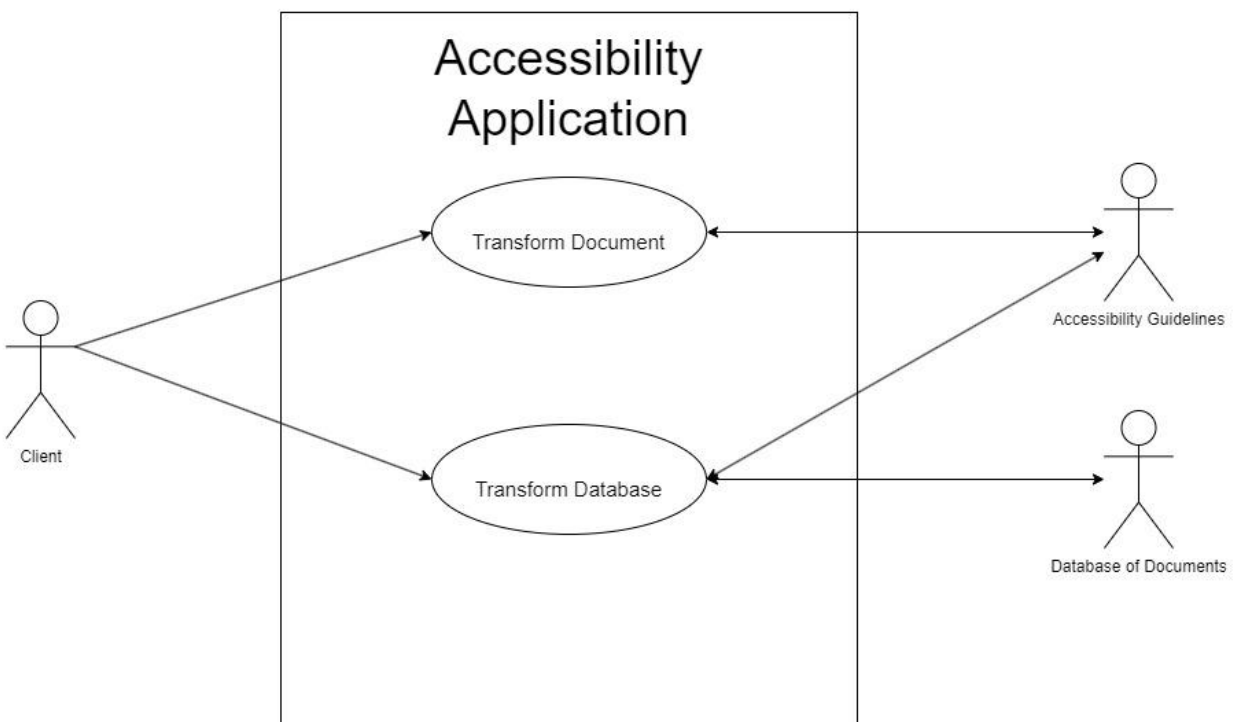 Accessibility
Application
Transform Document
Accessibility Guidelines
Client
Transform Database
Database of Documents